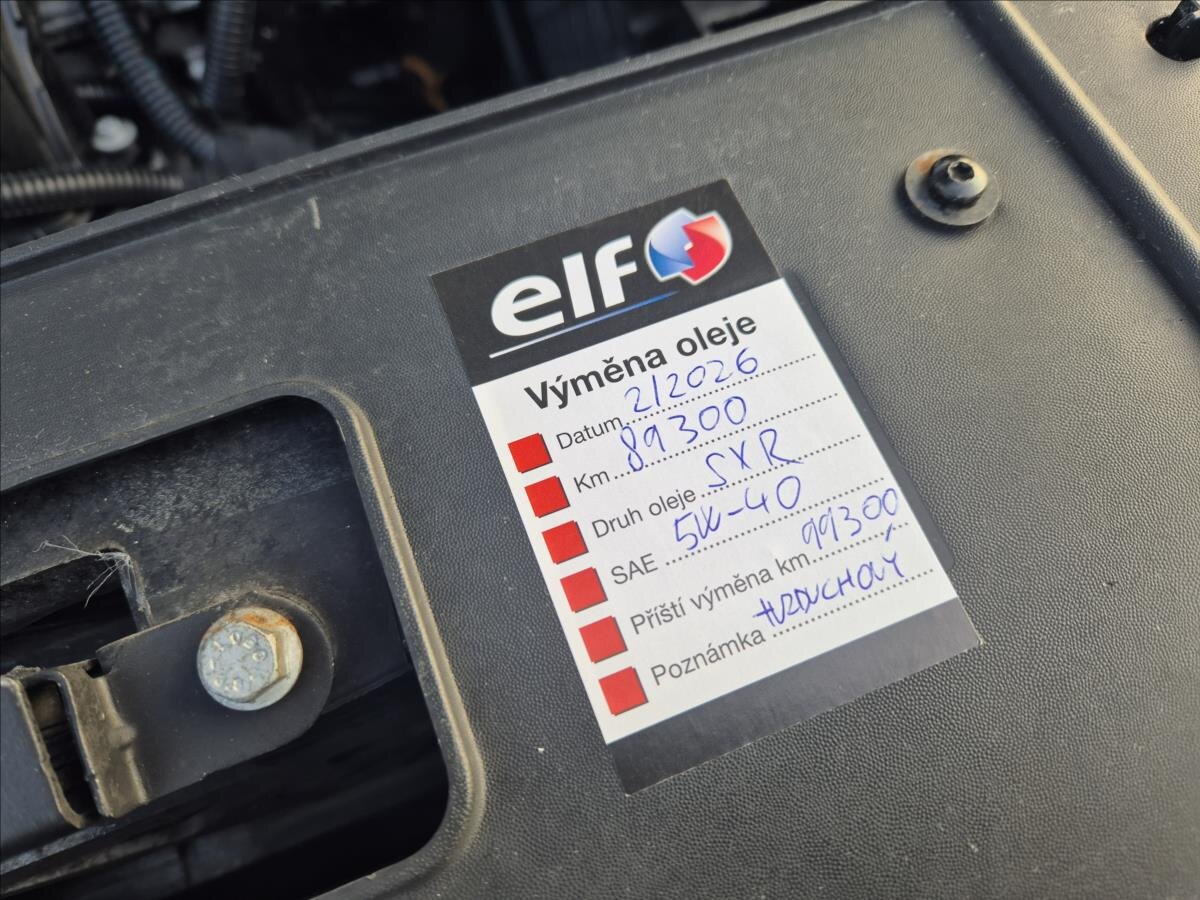 elf
Výměna oleje
Datum 2/2026
Km 89300
Druh oleje SXR
SAE 5W-40
Příští výměna km 99300
Poznámka +VZDUCHOVÝ